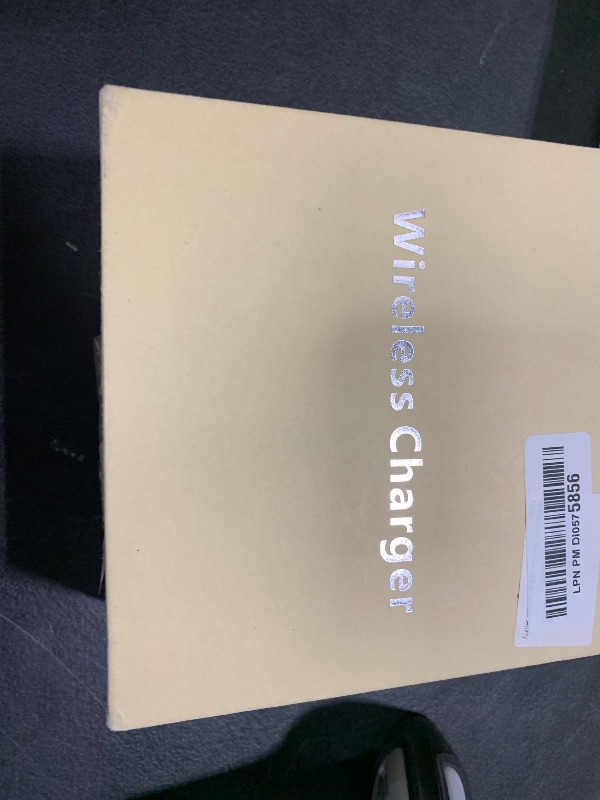 Wireless Charger
LPN PM DI0575856